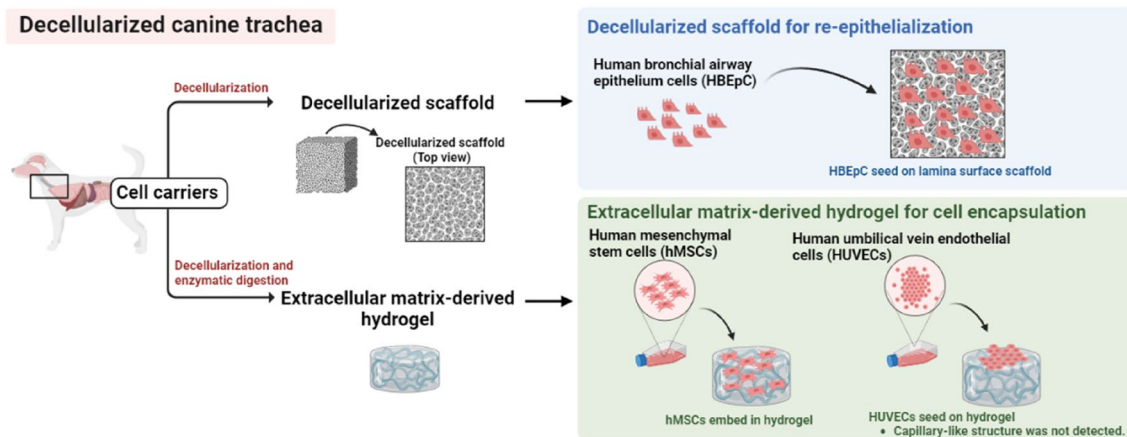 Decellularized canine trachea
Cell carriers
Decellularization
Decellularized scaffold
Decellularized scaffold
(Top view)
Decellularization and
enzymatic digestion
Extracellular matrix-derived
hydrogel
Decellularized scaffold for re-epithelialization
Human bronchial airway
epithelium cells (HBEpC)
HBEpC seed on lamina surface scaffold
Extracellular matrix-derived hydrogel for cell encapsulation
Human mesenchymal
stem cells (hMSCs)
hMSCs embed in hydrogel
Human umbilical vein endothelial
cells (HUVECs)
HUVECs seed on hydrogel
• Capillary-like structure was not detected.